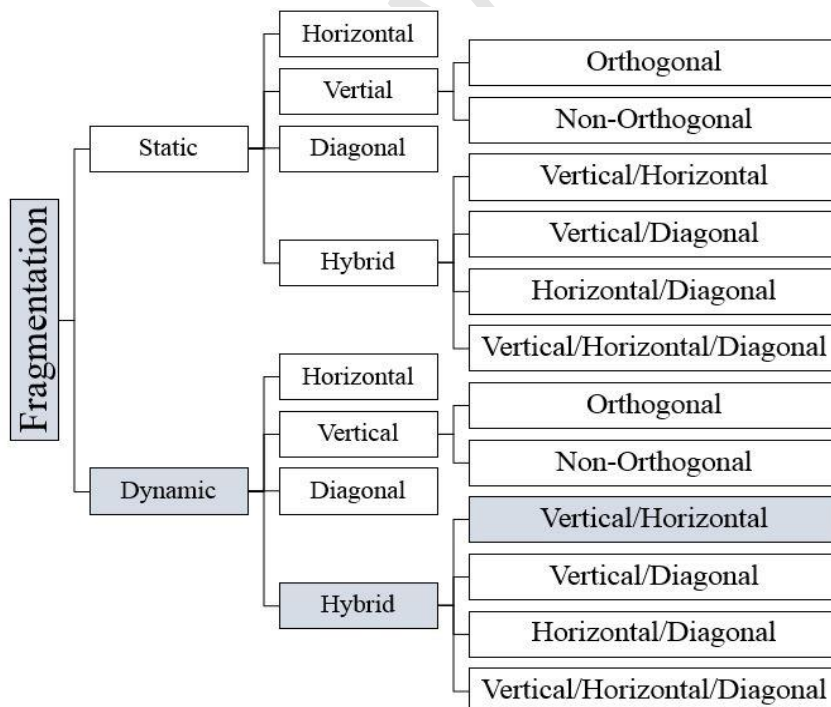 Fragmentation
Static
Horizontal
Vertial
Orthogonal
Non-Orthogonal
Diagonal
Hybrid
Vertical/Horizontal
Vertical/Diagonal
Horizontal/Diagonal
Vertical/Horizontal/Diagonal
Dynamic
Horizontal
Vertical
Orthogonal
Non-Orthogonal
Diagonal
Hybrid
Vertical/Horizontal
Vertical/Diagonal
Horizontal/Diagonal
Vertical/Horizontal/Diagonal